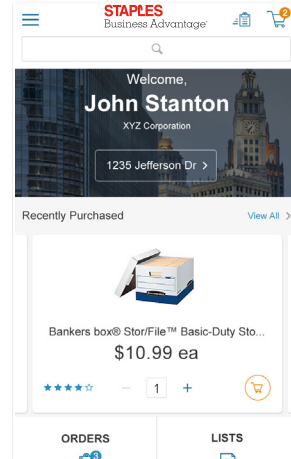 STAPLES
Business Advantage
2
Welcome,
John Stanton
XYZ Corporation
1235 Jefferson Dr >
Recently Purchased
View All >
Bankers box® Stor/File™ Basic-Duty Sto...
$10.99 ea
− 1 +
ORDERS
LISTS
3